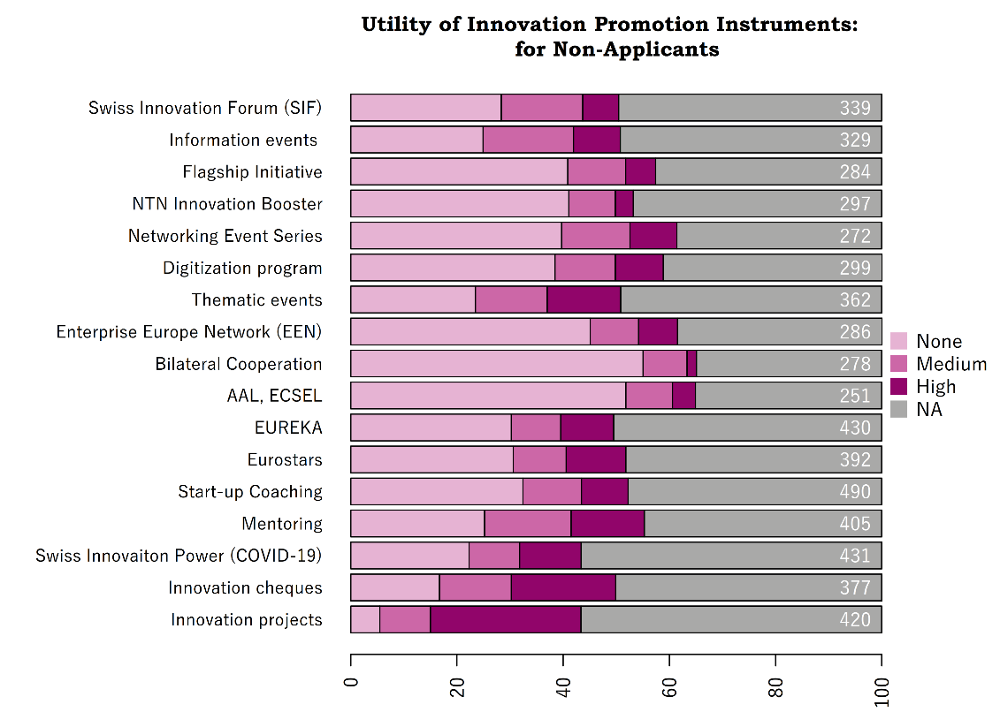 Utility of Innovation Promotion Instruments:
for Non-Applicants
Swiss Innovation Forum (SIF) 339
Information events 329
Flagship Initiative 284
NTN Innovation Booster 297
Networking Event Series 272
Digitization program 299
Thematic events 362
Enterprise Europe Network (EEN) 286
Bilateral Cooperation 278
AAL, ECSEL 251
EUREKA 430
Eurostars 392
Start-up Coaching 490
Mentoring 405
Swiss Innovaiton Power (COVID-19) 431
Innovation cheques 377
Innovation projects 420
None
Medium
High
NA
0 20 40 60 80 100